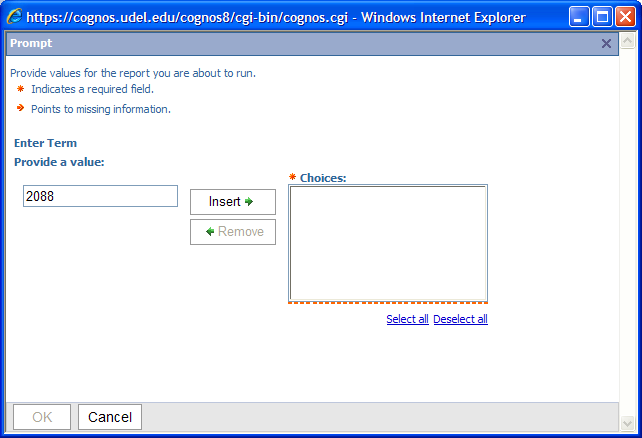 https://cognos.udel.edu/cognos8/cgi-bin/cognos.cgi - Windows Internet Explorer
Prompt
Provide values for the report you are about to run.
Indicates a required field.
Points to missing information.
Enter Term
Provide a value:
Choices:
2088
Insert
Remove
Select all Deselect all
OK Cancel